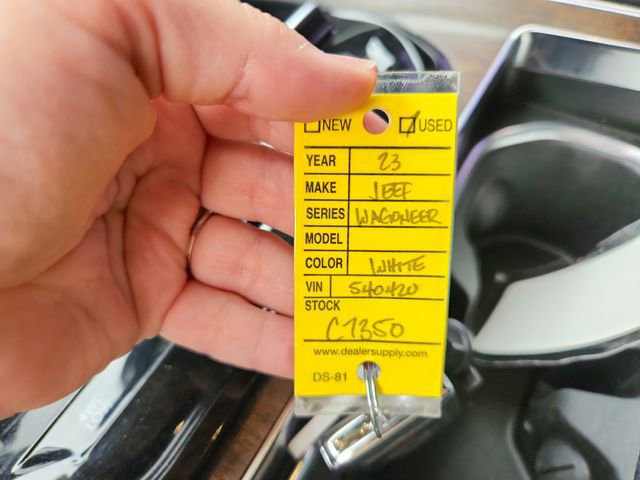 NEW USED
YEAR 23
MAKE JEEP
SERIES WAGONEER
MODEL
COLOR WHITE
VIN 540420
STOCK
C7350
www.dealersupply.com
DS-81